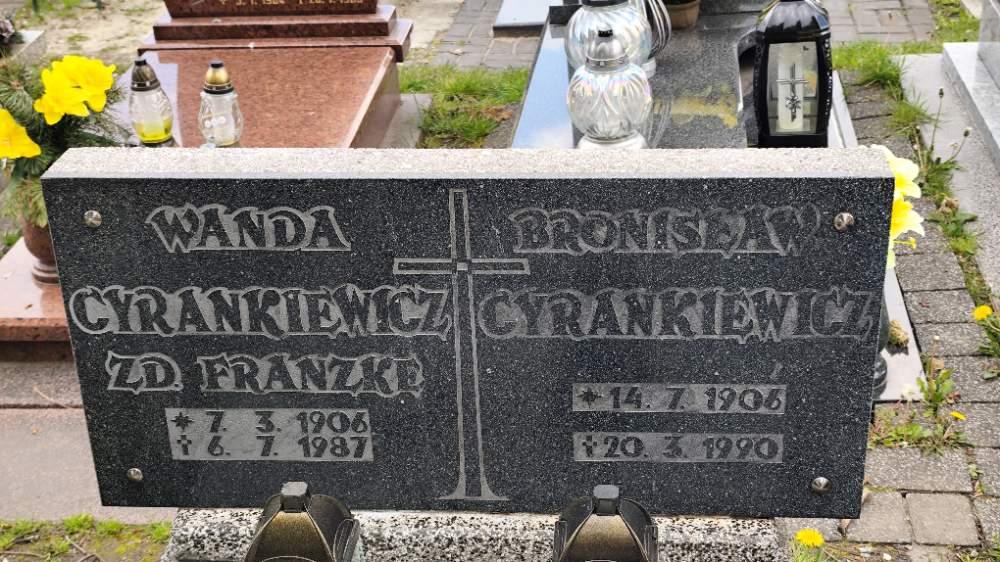 WANDA
CYRANKIEWICZ
ZD. FRANZKE
* 7. 3. 1906
✝ 6. 7. 1987
BRONISŁAW
CYRANKIEWICZ
* 14. 7. 1906
✝ 20. 3. 1990